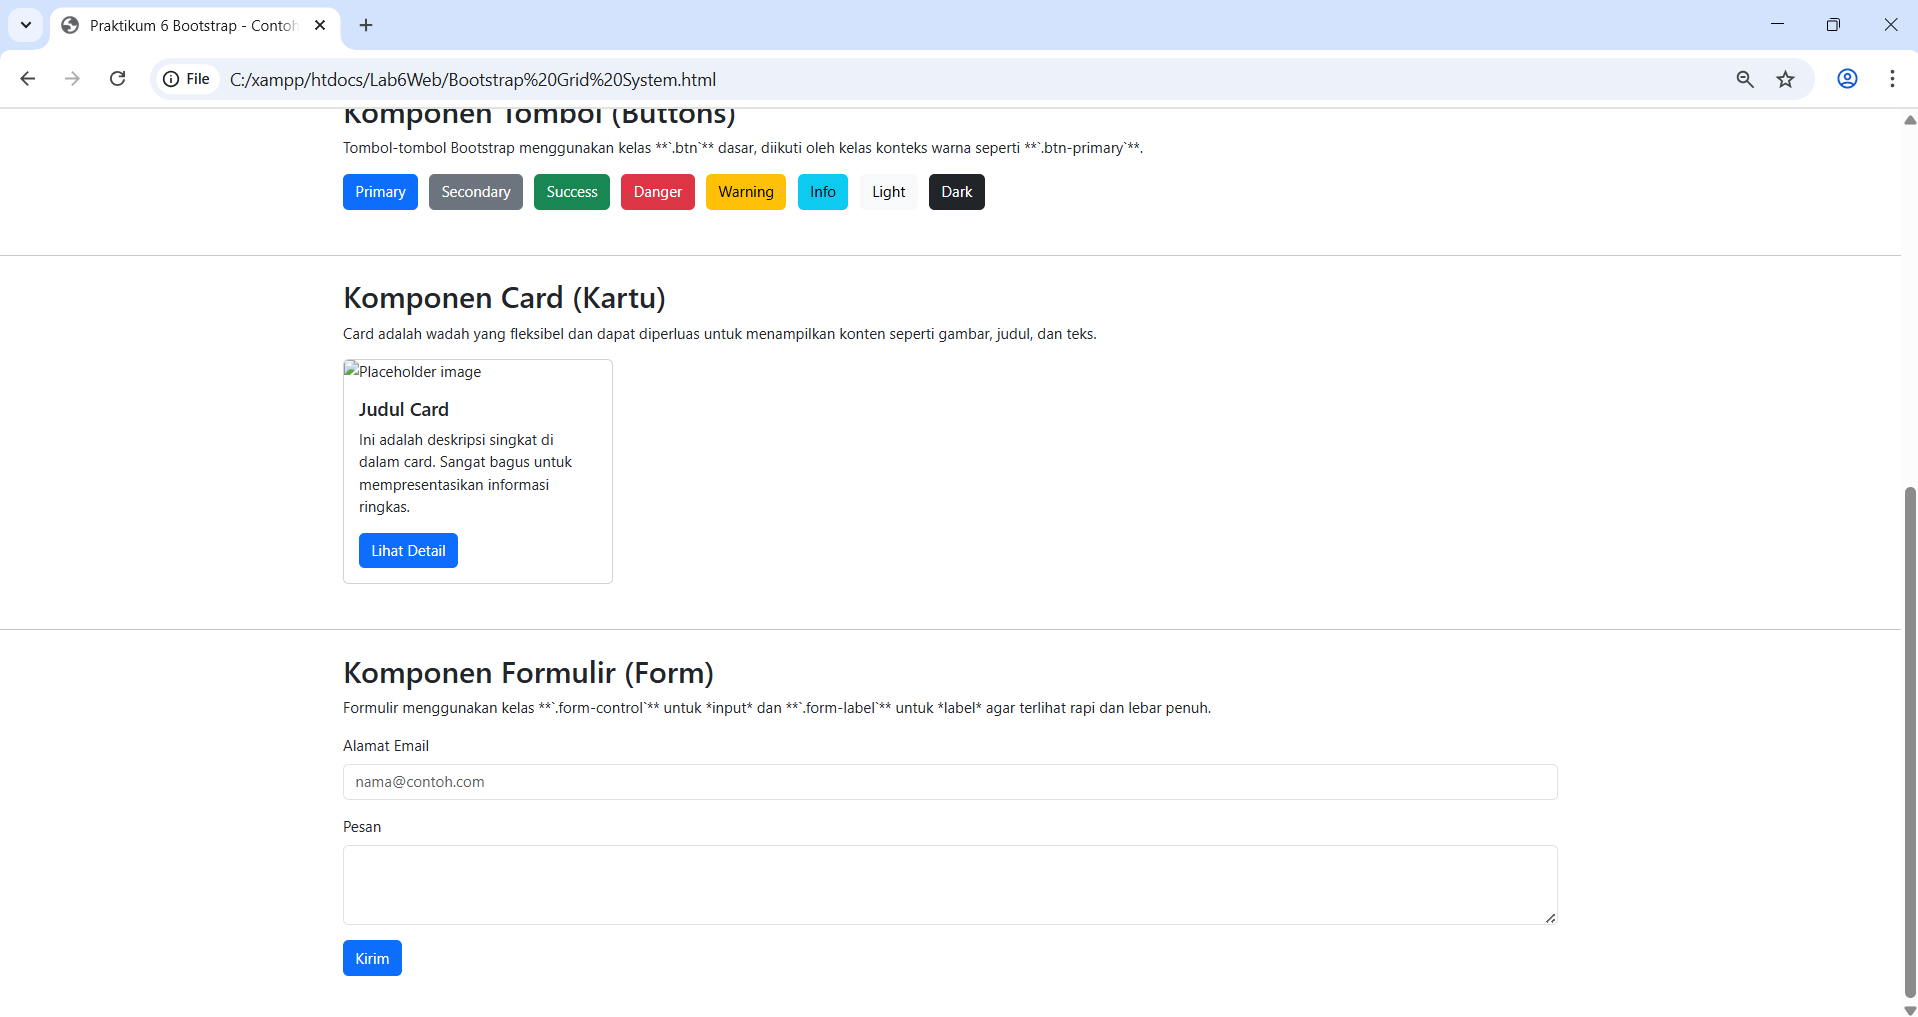 Praktikum 6 Bootstrap - Contoh
File
C:/xampp/htdocs/Lab6Web/Bootstrap%20Grid%20System.html
Komponen Tombol (Buttons)
Tombol-tombol Bootstrap menggunakan kelas **`.btn`** dasar, diikuti oleh kelas konteks warna seperti **`.btn-primary`**.
Primary Secondary Success Danger Warning Info Light Dark
Komponen Card (Kartu)
Card adalah wadah yang fleksibel dan dapat diperluas untuk menampilkan konten seperti gambar, judul, dan teks.
Placeholder image
Judul Card
Ini adalah deskripsi singkat di
dalam card. Sangat bagus untuk
mempresentasikan informasi
ringkas.
Lihat Detail
Komponen Formulir (Form)
Formulir menggunakan kelas **`.form-control`** untuk *input* dan **`.form-label`** untuk *label* agar terlihat rapi dan lebar penuh.
Alamat Email
nama@contoh.com
Pesan
Kirim